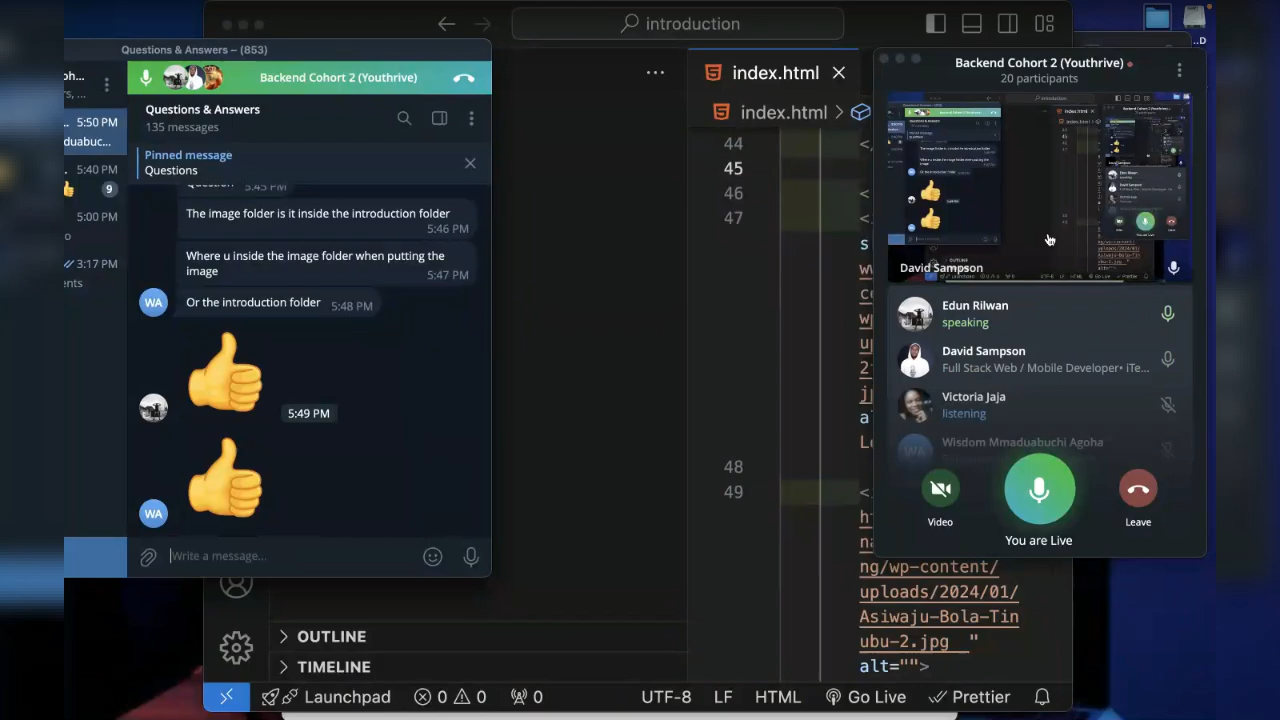 Questions & Answers – (853)
5:50 PM
5:40 PM
9
5:00 PM
3:17 PM
Backend Cohort 2 (Youthrive)
Questions & Answers
135 messages
Pinned message
Questions
5:45 PM
The image folder is it inside the introduction folder
5:46 PM
Where u inside the image folder when putting the
image
5:47 PM
WA
Or the introduction folder
5:48 PM
👍
5:49 PM
👍
WA
Write a message...
introduction
index.html
index.html
44
45
46
47
48
49
ng/wp-content/
uploads/2024/01/
Asiwaju-Bola-Tin
ubu-2.jpg "
alt="">
OUTLINE
TIMELINE
Launchpad
0
0
0
UTF-8
LF
HTML
Go Live
Prettier
Backend Cohort 2 (Youthrive)
20 participants
David Sampson
Edun Rilwan
speaking
David Sampson
Full Stack Web / Mobile Developer• iTe...
Victoria Jaja
listening
WA
Wisdom Mmaduabuchi Agoha
Video
You are Live
Leave